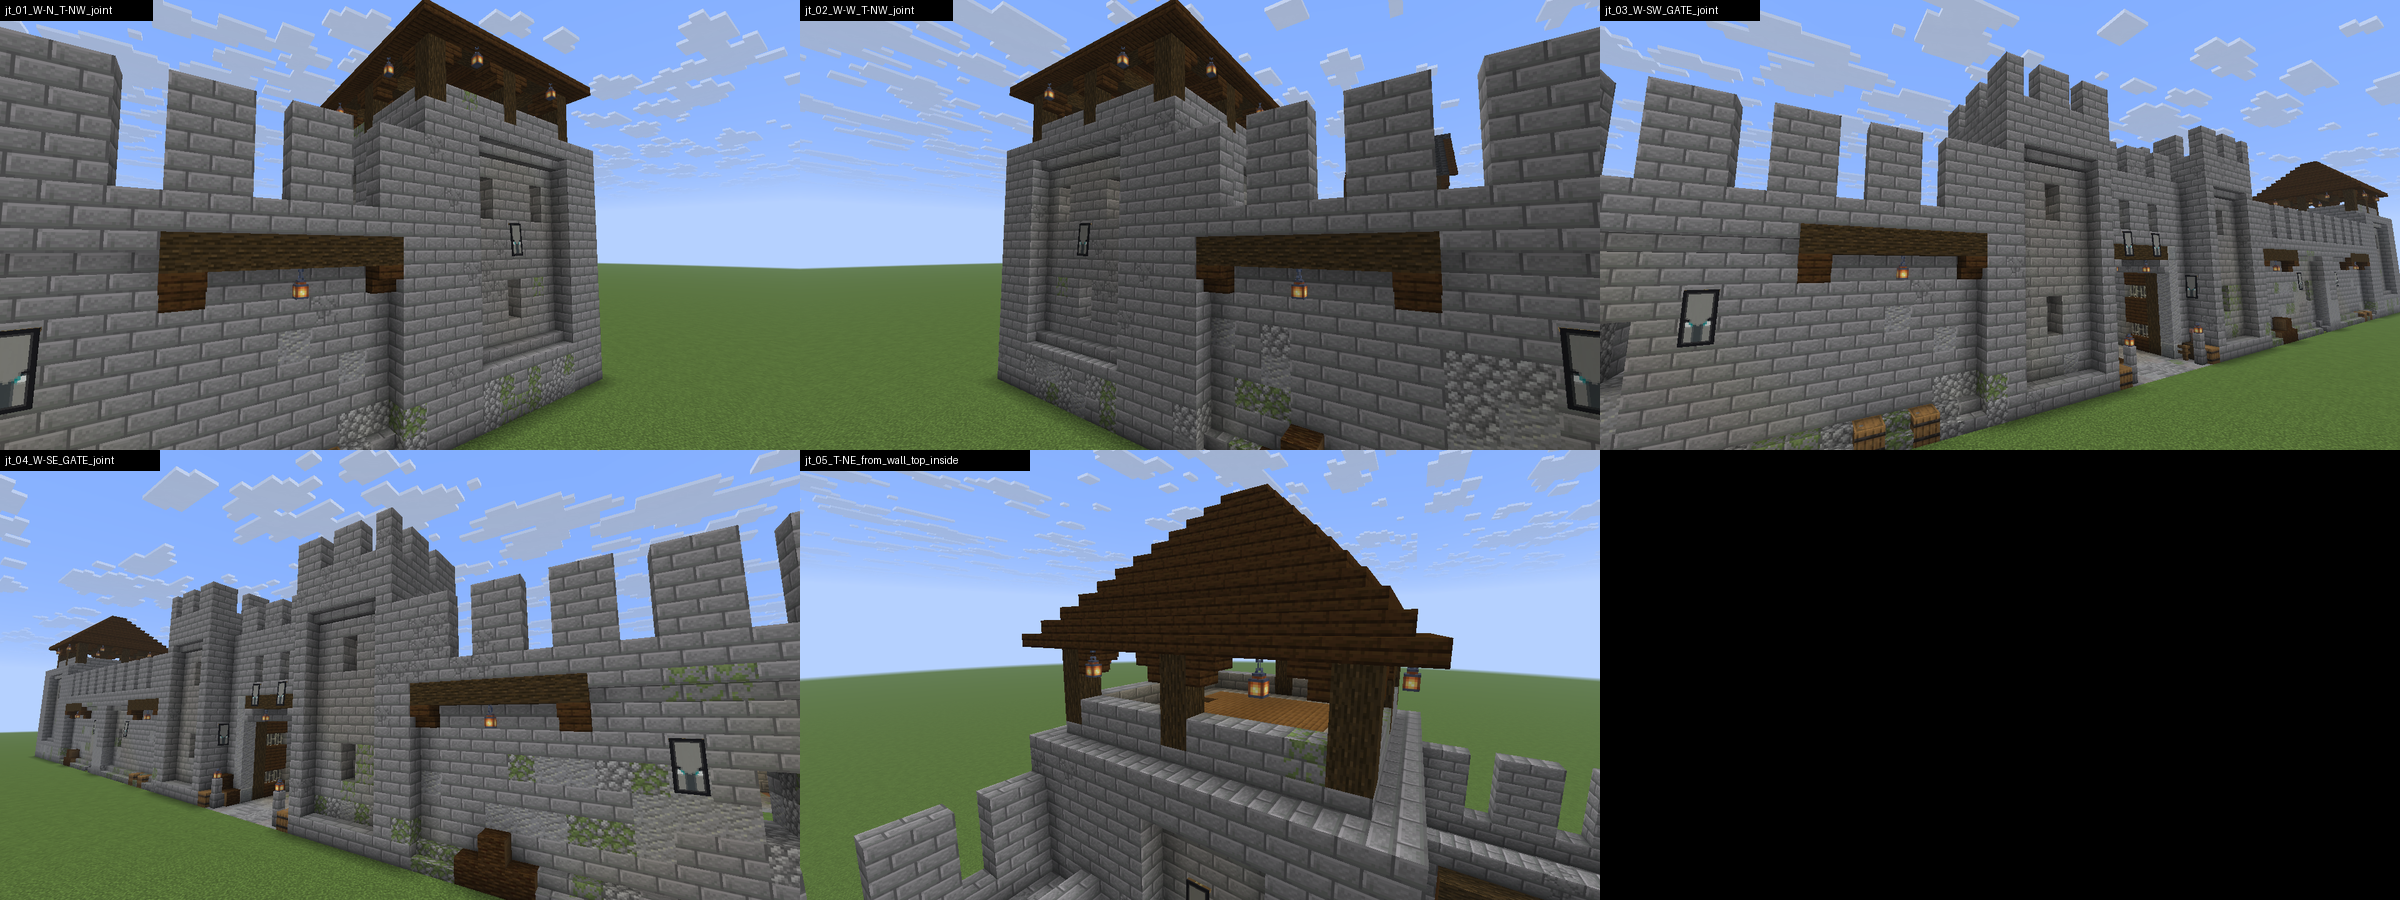 jt_01_W-N_T-NW_joint
jt_02_W-W_T-NW_joint
jt_03_W-SW_GATE_joint
jt_04_W-SE_GATE_joint
jt_05_T-NE_from_wall_top_inside